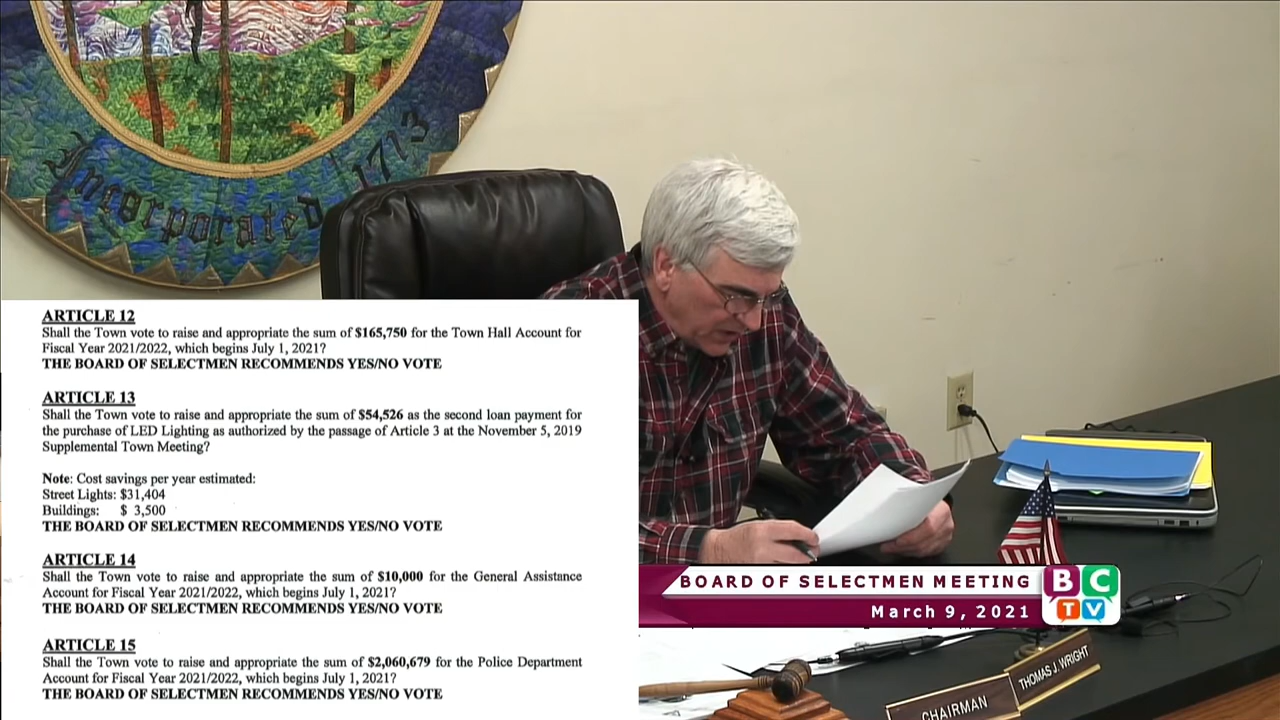 Incorporated 1713
ARTICLE 12
Shall the Town vote to raise and appropriate the sum of $165,750 for the Town Hall Account for
Fiscal Year 2021/2022, which begins July 1, 2021?
THE BOARD OF SELECTMEN RECOMMENDS YES/NO VOTE
ARTICLE 13
Shall the Town vote to raise and appropriate the sum of $54,526 as the second loan payment for
the purchase of LED Lighting as authorized by the passage of Article 3 at the November 5, 2019
Supplemental Town Meeting?
Note: Cost savings per year estimated:
Street Lights: $31,404
Buildings: $ 3,500
THE BOARD OF SELECTMEN RECOMMENDS YES/NO VOTE
ARTICLE 14
Shall the Town vote to raise and appropriate the sum of $10,000 for the General Assistance
Account for Fiscal Year 2021/2022, which begins July 1, 2021?
THE BOARD OF SELECTMEN RECOMMENDS YES/NO VOTE
ARTICLE 15
Shall the Town vote to raise and appropriate the sum of $2,060,679 for the Police Department
Account for Fiscal Year 2021/2022, which begins July 1, 2021?
THE BOARD OF SELECTMEN RECOMMENDS YES/NO VOTE
BOARD OF SELECTMEN MEETING
March 9, 2021
BCTV
THOMAS J. WRIGHT
CHAIRMAN